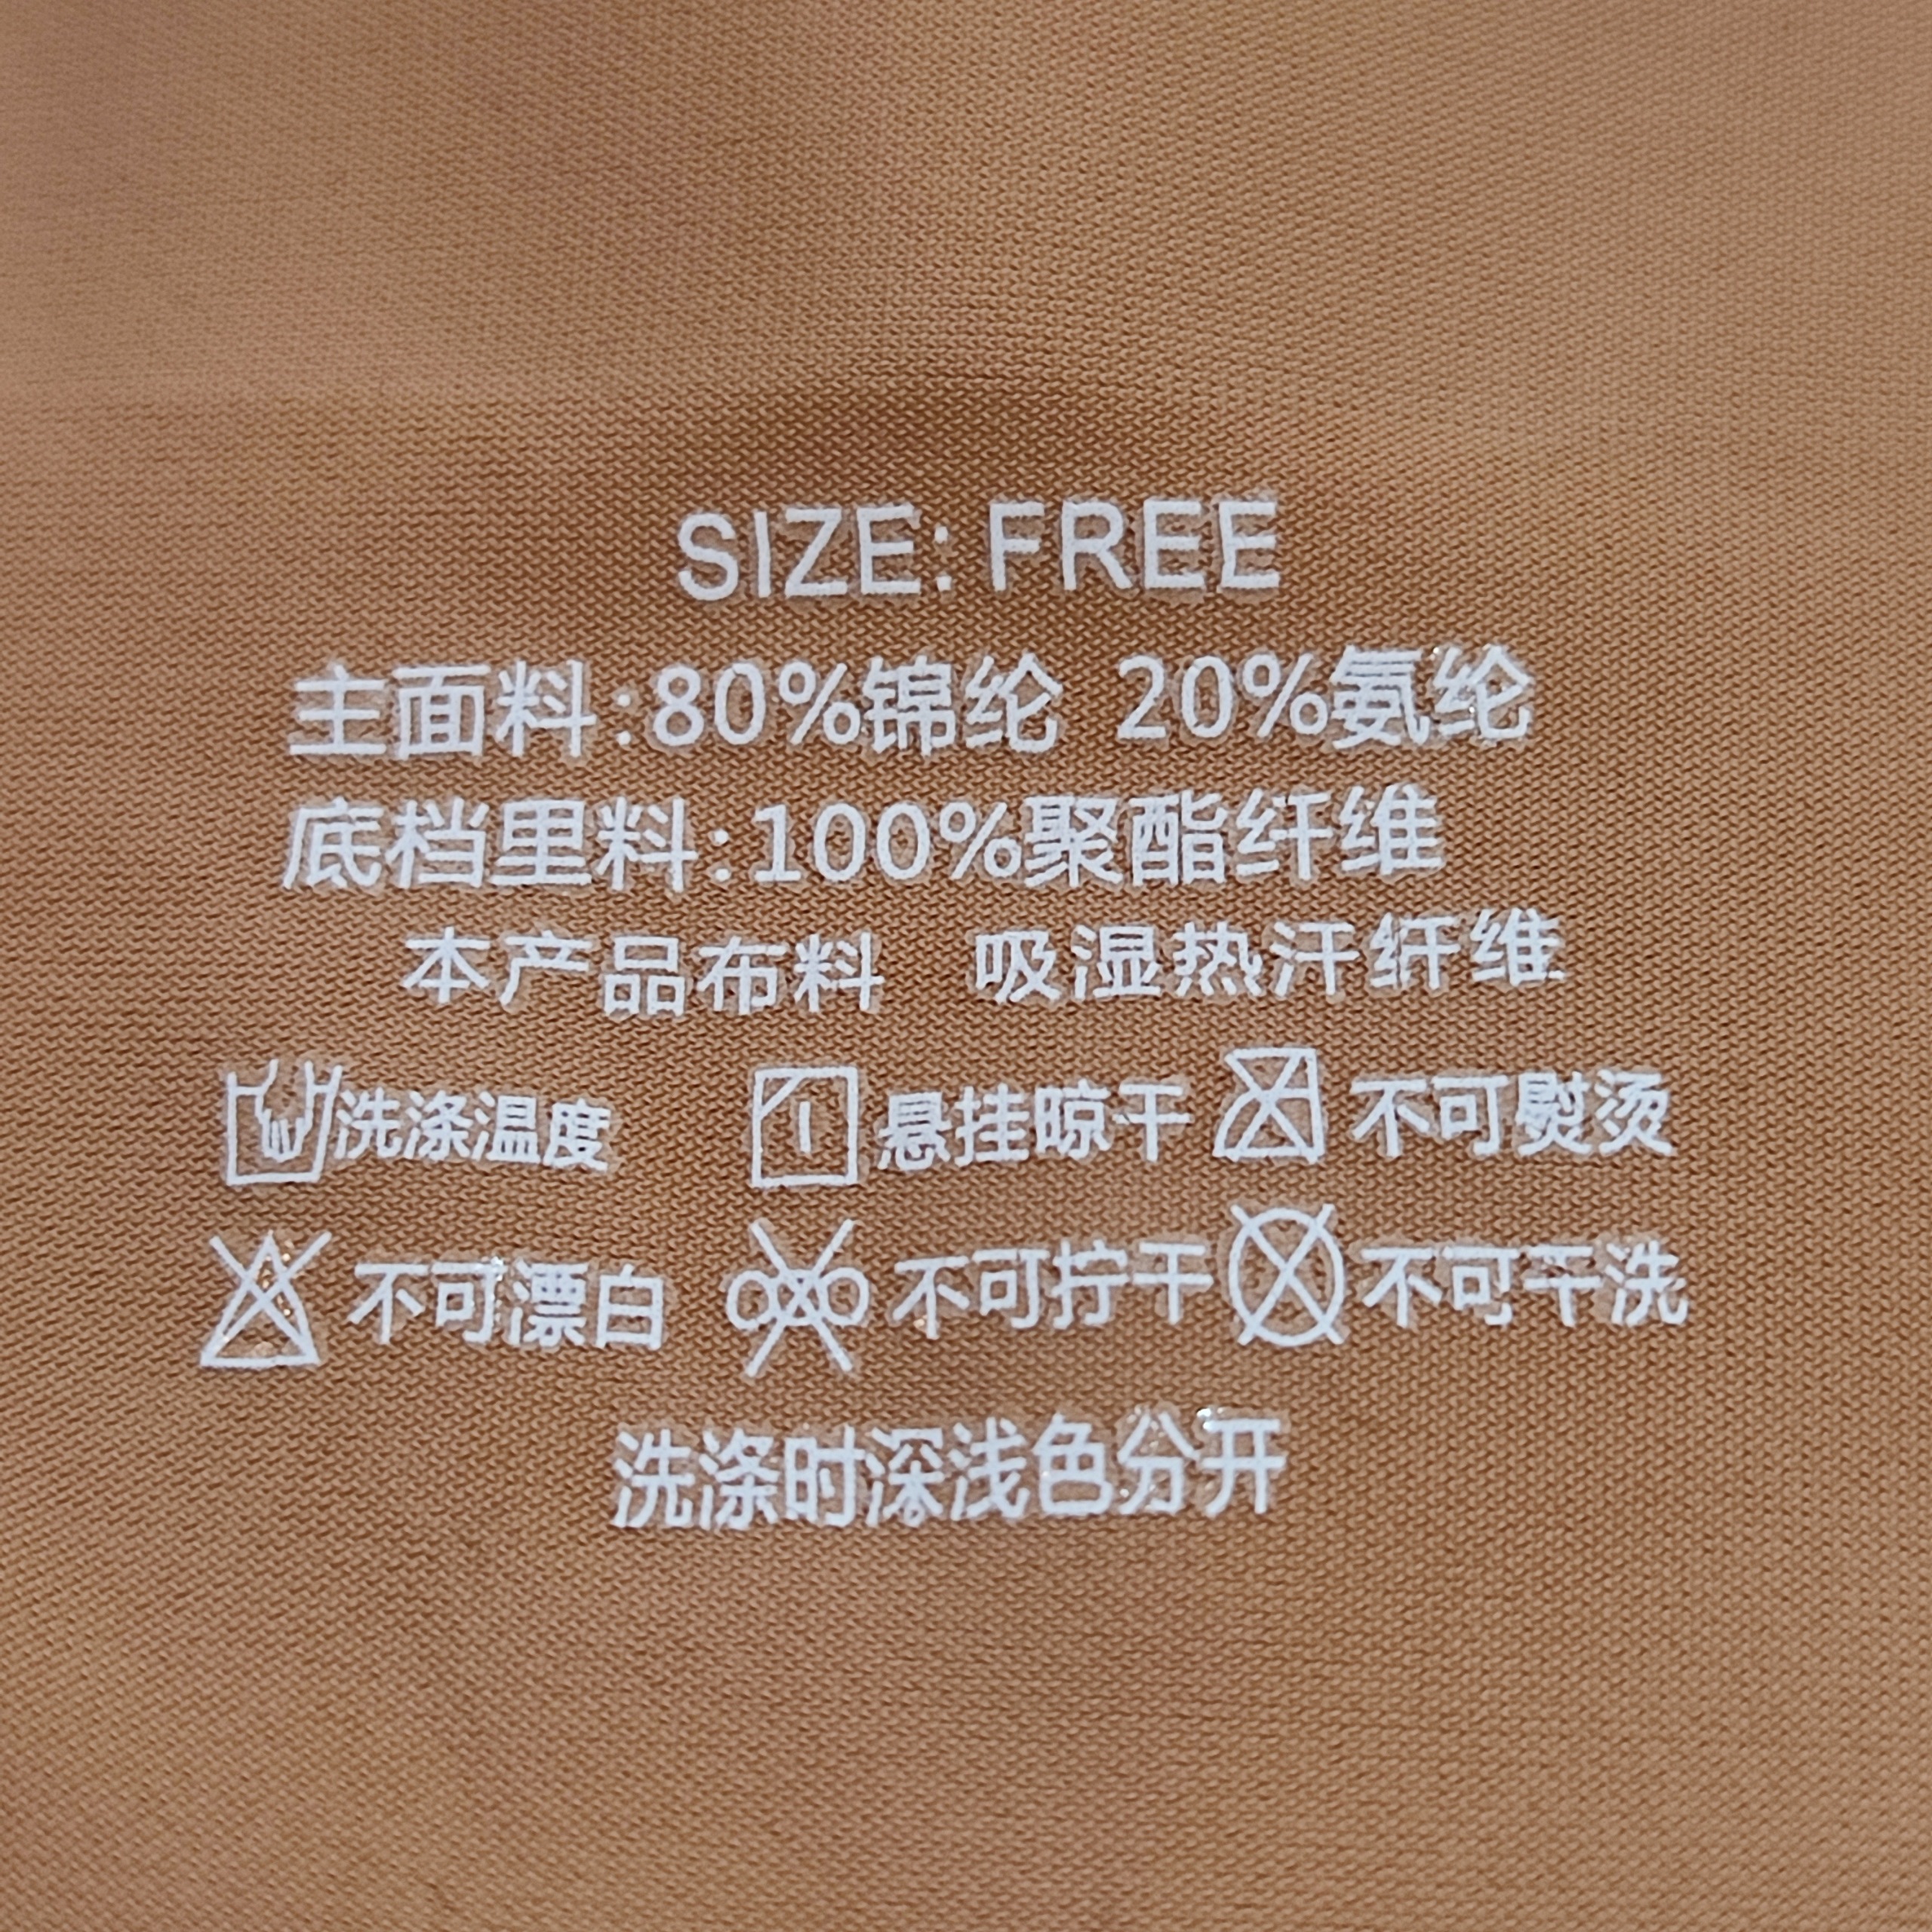 SIZE: FREE
主面料:80%锦纶 20%氨纶
底档里料:100%聚酯纤维
本产品布料 吸湿热汗纤维
洗涤温度 悬挂晾干 不可熨烫
不可漂白 不可拧干 不可干洗
洗涤时深浅色分开